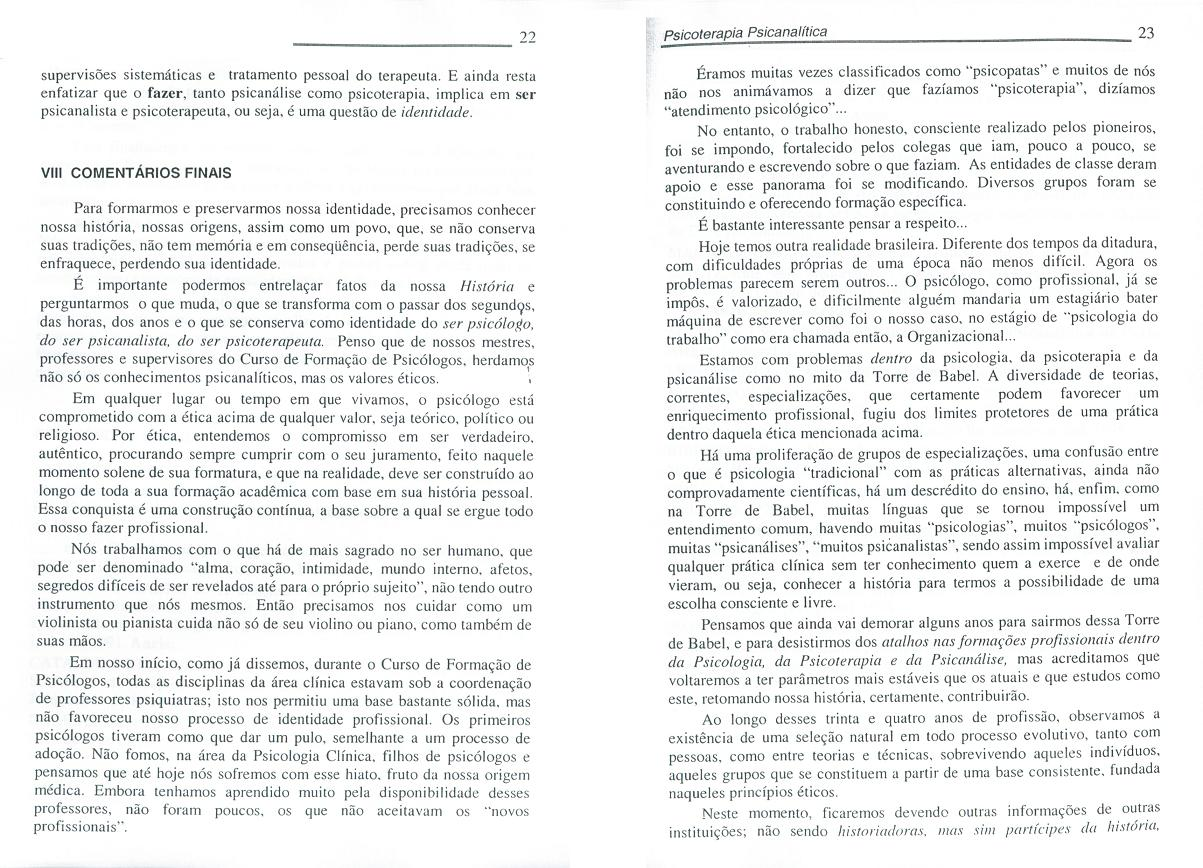 22
supervisões sistemáticas e tratamento pessoal do terapeuta. E ainda resta
enfatizar que o fazer, tanto psicanálise como psicoterapia, implica em ser
psicanalista e psicoterapeuta, ou seja, é uma questão de identidade.
VIII COMENTÁRIOS FINAIS
Para formarmos e preservarmos nossa identidade, precisamos conhecer
nossa história, nossas origens, assim como um povo, que, se não conserva
suas tradições, não tem memória e em conseqüência, perde suas tradições, se
enfraquece, perdendo sua identidade.
É importante podermos entrelaçar fatos da nossa História e
perguntarmos o que muda, o que se transforma com o passar dos segundos,
das horas, dos anos e o que se conserva como identidade do ser psicólogo,
do ser psicanalista, do ser psicoterapeuta. Penso que de nossos mestres,
professores e supervisores do Curso de Formação de Psicólogos, herdamos
não só os conhecimentos psicanalíticos, mas os valores éticos.
Em qualquer lugar ou tempo em que vivamos, o psicólogo está
comprometido com a ética acima de qualquer valor, seja teórico, político ou
religioso. Por ética, entendemos o compromisso em ser verdadeiro,
autêntico, procurando sempre cumprir com o seu juramento, feito naquele
momento solene de sua formatura, e que na realidade, deve ser construído ao
longo de toda a sua formação acadêmica com base em sua história pessoal.
Essa conquista é uma construção contínua, a base sobre a qual se ergue todo
o nosso fazer profissional.
Nós trabalhamos com o que há de mais sagrado no ser humano, que
pode ser denominado “alma, coração, intimidade, mundo interno, afetos,
segredos difíceis de ser revelados até para o próprio sujeito”, não tendo outro
instrumento que nós mesmos. Então precisamos nos cuidar como um
violinista ou pianista cuida não só de seu violino ou piano, como também de
suas mãos.
Em nosso início, como já dissemos, durante o Curso de Formação de
Psicólogos, todas as disciplinas da área clínica estavam sob a coordenação
de professores psiquiatras; isto nos permitiu uma base bastante sólida, mas
não favoreceu nosso processo de identidade profissional. Os primeiros
psicólogos tiveram como que dar um pulo, semelhante a um processo de
adoção. Não fomos, na área da Psicologia Clínica, filhos de psicólogos e
pensamos que até hoje nós sofremos com esse hiato, fruto da nossa origem
médica. Embora tenhamos aprendido muito pela disponibilidade desses
professores, não foram poucos, os que não aceitavam os “novos
profissionais”.
Psicoterapia Psicanalítica 23
Éramos muitas vezes classificados como “psicopatas” e muitos de nós
não nos animávamos a dizer que fazíamos “psicoterapia”, dizíamos
“atendimento psicológico”...
No entanto, o trabalho honesto, consciente realizado pelos pioneiros,
foi se impondo, fortalecido pelos colegas que iam, pouco a pouco, se
aventurando e escrevendo sobre o que faziam. As entidades de classe deram
apoio e esse panorama foi se modificando. Diversos grupos foram se
constituindo e oferecendo formação específica.
É bastante interessante pensar a respeito...
Hoje temos outra realidade brasileira. Diferente dos tempos da ditadura,
com dificuldades próprias de uma época não menos difícil. Agora os
problemas parecem serem outros... O psicólogo, como profissional, já se
impôs, é valorizado, e dificilmente alguém mandaria um estagiário bater
máquina de escrever como foi o nosso caso, no estágio de “psicologia do
trabalho” como era chamada então, a Organizacional...
Estamos com problemas dentro da psicologia, da psicoterapia e da
psicanálise como no mito da Torre de Babel. A diversidade de teorias,
correntes, especializações, que certamente podem favorecer um
enriquecimento profissional, fugiu dos limites protetores de uma prática
dentro daquela ética mencionada acima.
Há uma proliferação de grupos de especializações, uma confusão entre
o que é psicologia “tradicional” com as práticas alternativas, ainda não
comprovadamente científicas, há um descrédito do ensino, há, enfim, como
na Torre de Babel, muitas línguas que se tornou impossível um
entendimento comum, havendo muitas “psicologias”, muitos “psicólogos”,
muitas “psicanálises”, “muitos psicanalistas”, sendo assim impossível avaliar
qualquer prática clínica sem ter conhecimento quem a exerce e de onde
vieram, ou seja, conhecer a história para termos a possibilidade de uma
escolha consciente e livre.
Pensamos que ainda vai demorar alguns anos para sairmos dessa Torre
de Babel, e para desistirmos dos atalhos nas formações profissionais dentro
da Psicologia, da Psicoterapia e da Psicanálise, mas acreditamos que
voltaremos a ter parâmetros mais estáveis que os atuais e que estudos como
este, retomando nossa história, certamente, contribuirão.
Ao longo desses trinta e quatro anos de profissão, observamos a
existência de uma seleção natural em todo processo evolutivo, tanto com
pessoas, como entre teorias e técnicas, sobrevivendo aqueles indivíduos,
aqueles grupos que se constituem a partir de uma base consistente, fundada
naqueles princípios éticos.
Neste momento, ficaremos devendo outras informações de outras
instituições; não sendo historiadoras, mas sim partícipes da história,